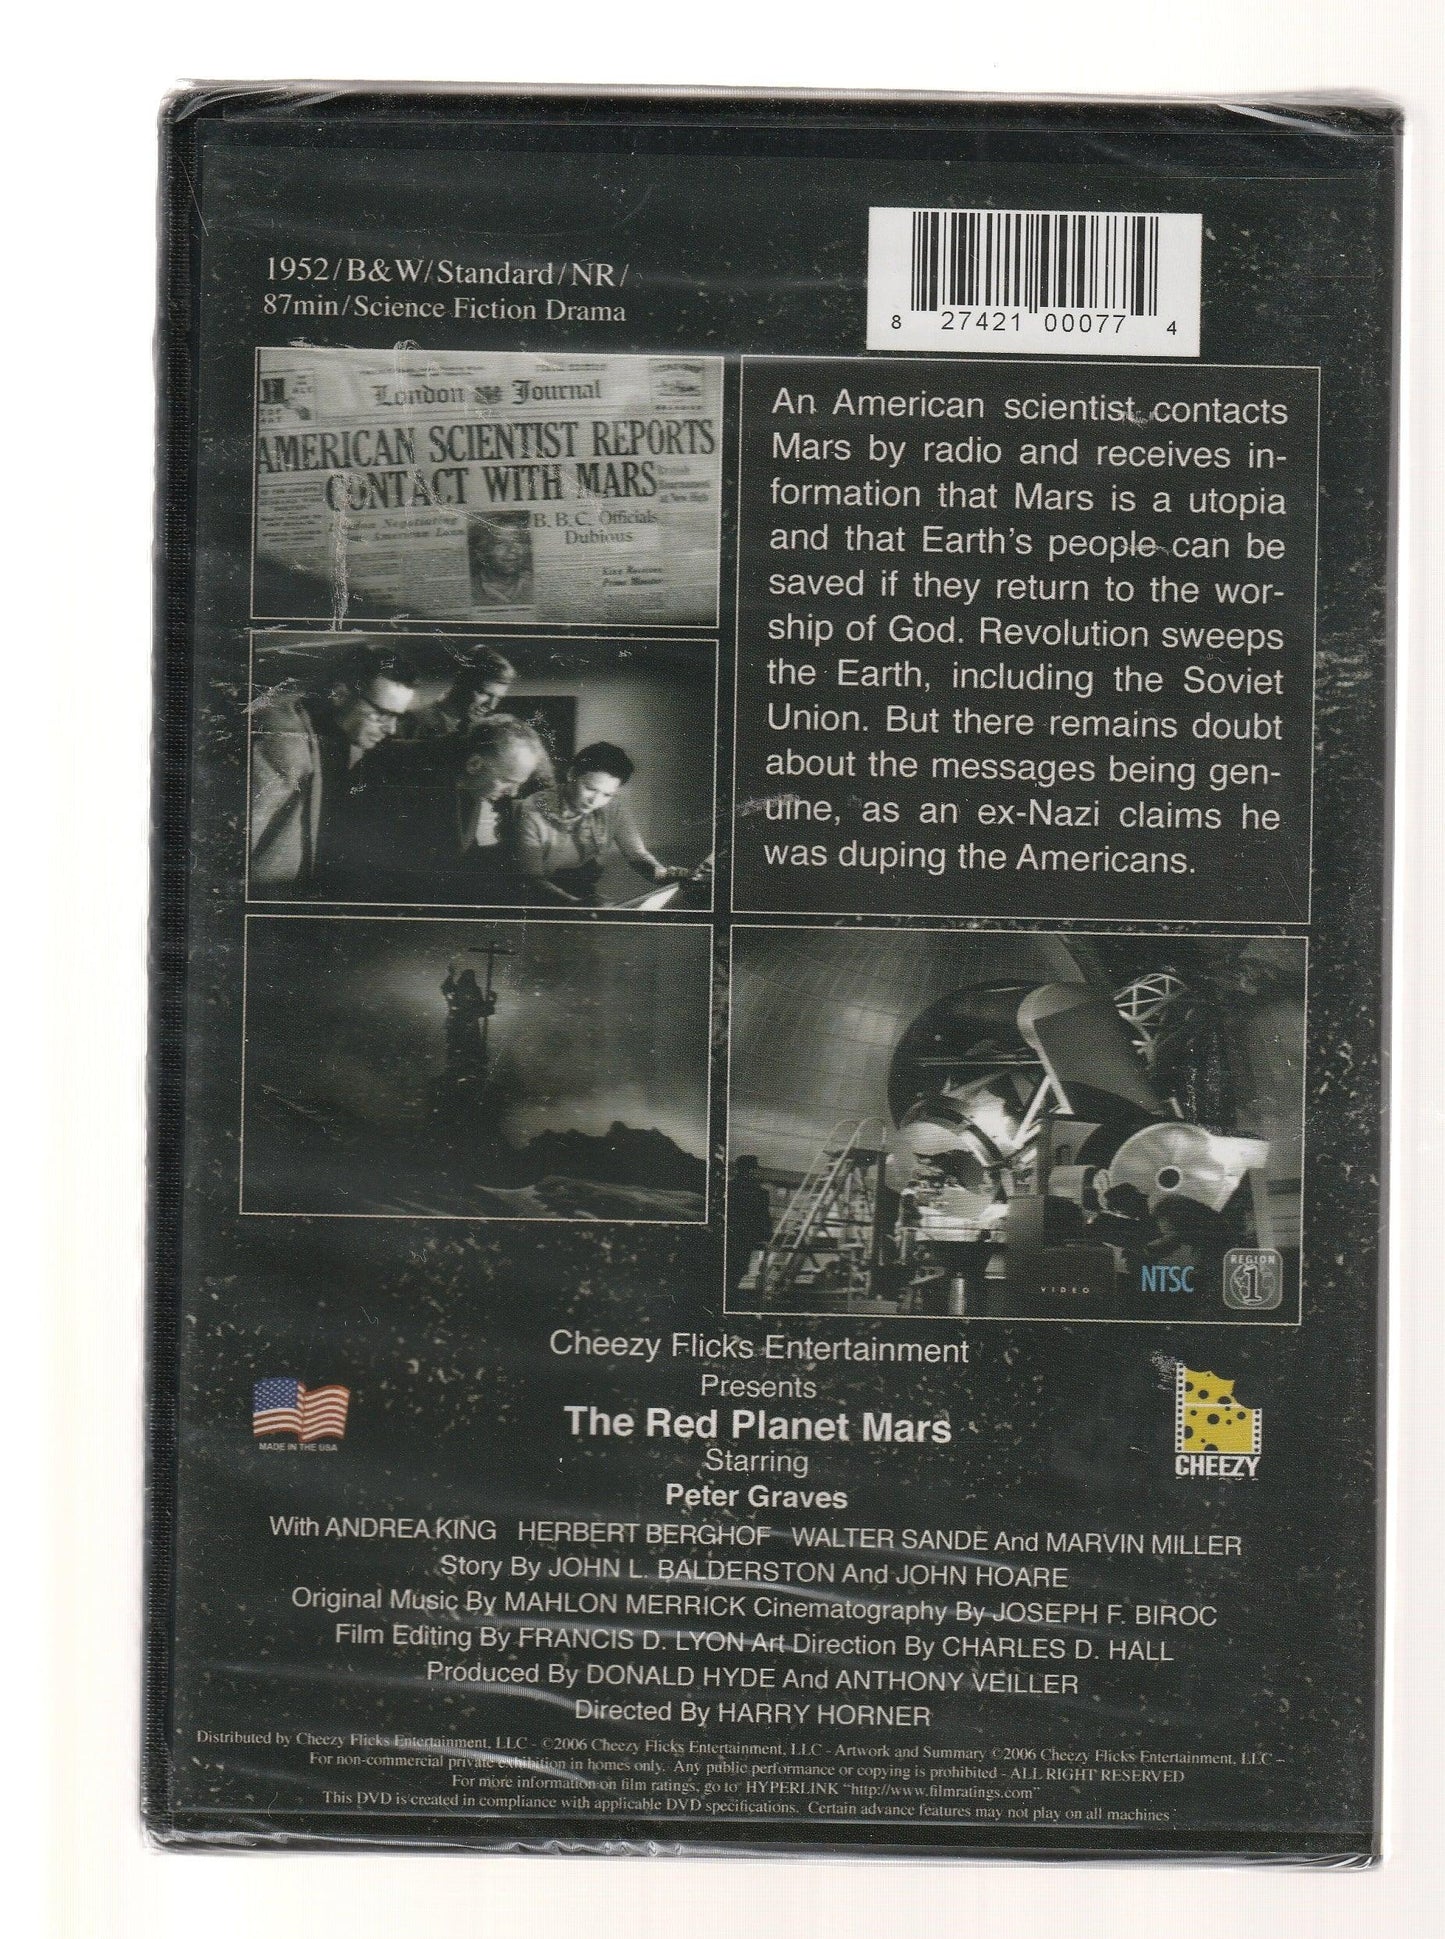 1952/B&W/Standard/NR/
87min/Science Fiction Drama
8 27421 00077 4
London Journal
AMERICAN SCIENTIST REPORTS
CONTACT WITH MARS
B. B. C. Officials
Dubious
An American scientist contacts
Mars by radio and receives in-
formation that Mars is a utopia
and that Earth's people can be
saved if they return to the wor-
ship of God. Revolution sweeps
the Earth, including the Soviet
Union. But there remains doubt
about the messages being gen-
uine, as an ex-Nazi claims he
was duping the Americans.
VIDEO
NTSC
REGION
1
Cheezy Flicks Entertainment
Presents
The Red Planet Mars
Starring
Peter Graves
MADE IN THE USA
CHEEZY
With ANDREA KING HERBERT BERGHOF WALTER SANDE And MARVIN MILLER
Story By JOHN L. BALDERSTON And JOHN HOARE
Original Music By MAHLON MERRICK Cinematography By JOSEPH F. BIROC
Film Editing By FRANCIS D. LYON Art Direction By CHARLES D. HALL
Produced By DONALD HYDE And ANTHONY VEILLER
Directed By HARRY HORNER
Distributed by Cheezy Flicks Entertainment, LLC - ©2006 Cheezy Flicks Entertainment, LLC - Artwork and Summary ©2006 Cheezy Flicks Entertainment, LLC –
For non-commercial private exhibition in homes only. Any public performance or copying is prohibited - ALL RIGHT RESERVED
For more information on film ratings, go to HYPERLINK "http://www.filmratings.com"
This DVD is created in compliance with applicable DVD specifications. Certain advance features may not play on all machines